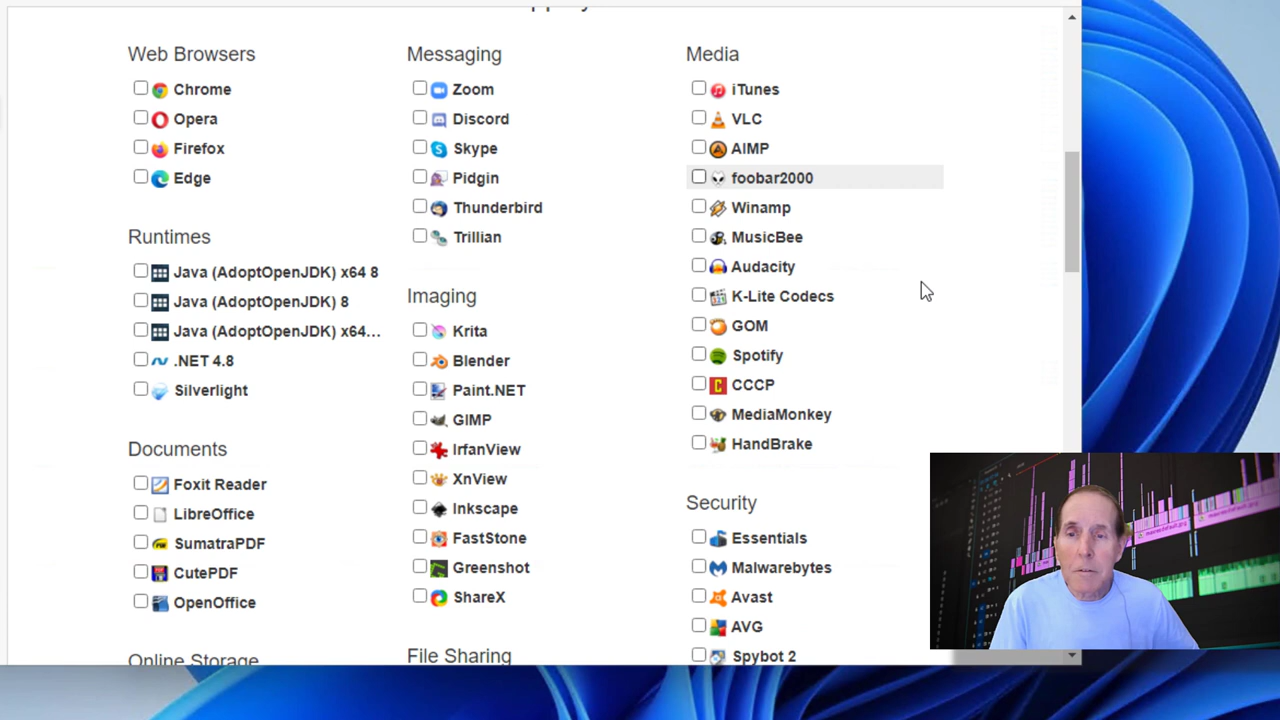 Web Browsers
Chrome
Opera
Firefox
Edge
Runtimes
Java (AdoptOpenJDK) x64 8
Java (AdoptOpenJDK) 8
Java (AdoptOpenJDK) x64...
.NET 4.8
Silverlight
Documents
Foxit Reader
LibreOffice
SumatraPDF
CutePDF
OpenOffice
Online Storage
Messaging
Zoom
Discord
Skype
Pidgin
Thunderbird
Trillian
Imaging
Krita
Blender
Paint.NET
GIMP
IrfanView
XnView
Inkscape
FastStone
Greenshot
ShareX
File Sharing
Media
iTunes
VLC
AIMP
foobar2000
Winamp
MusicBee
Audacity
K-Lite Codecs
GOM
Spotify
CCCP
MediaMonkey
HandBrake
Security
Essentials
Malwarebytes
Avast
AVG
Spybot 2